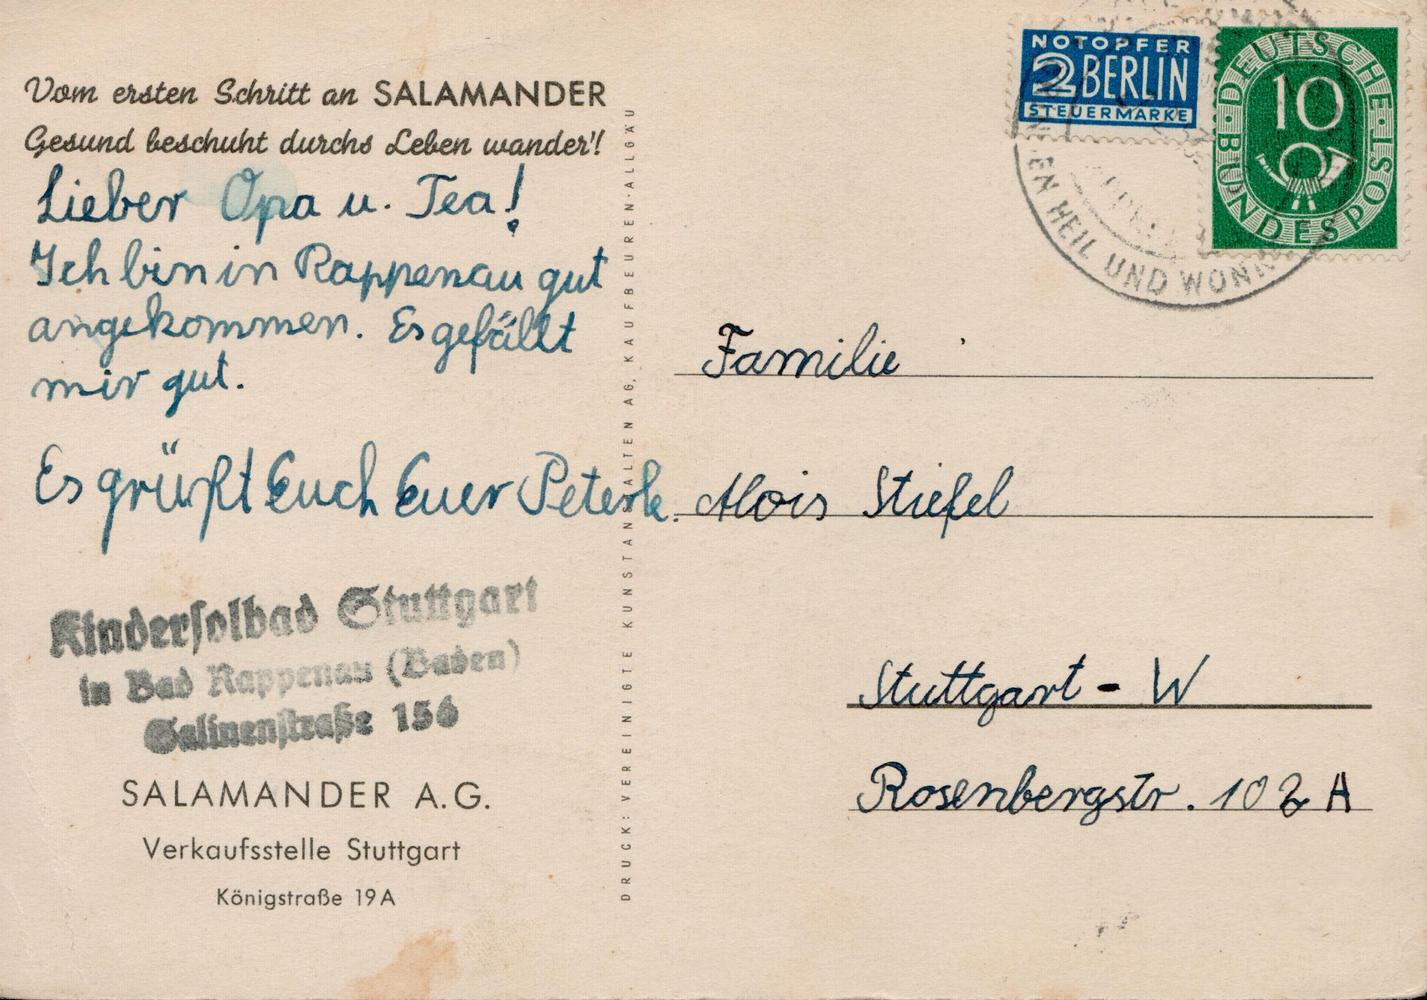 Vom ersten Schritt an SALAMANDER
Gesund beschuht durchs Leben wander'!
Lieber Opa u. Tea!
Ich bin in Rappenau gut
angekommen. Es gefällt
mir gut.
Es grüßt Euch Euer Peterle.
Kindersolbad Stuttgart
in Bad Rappenau (Baden)
Salinenstraße 156
SALAMANDER A.G.
Verkaufsstelle Stuttgart
Königstraße 19A
DRUCK: VEREINIGTE KUNSTANSTALTEN AG, KAUFBEUREN-ALLGÄU
NOTOPFER
2 BERLIN
STEUERMARKE
DEUTSCHE BUNDESPOST
10
HEIL UND
Familie
Alois Stiefel
Stuttgart - W
Rosenbergstr. 102 A